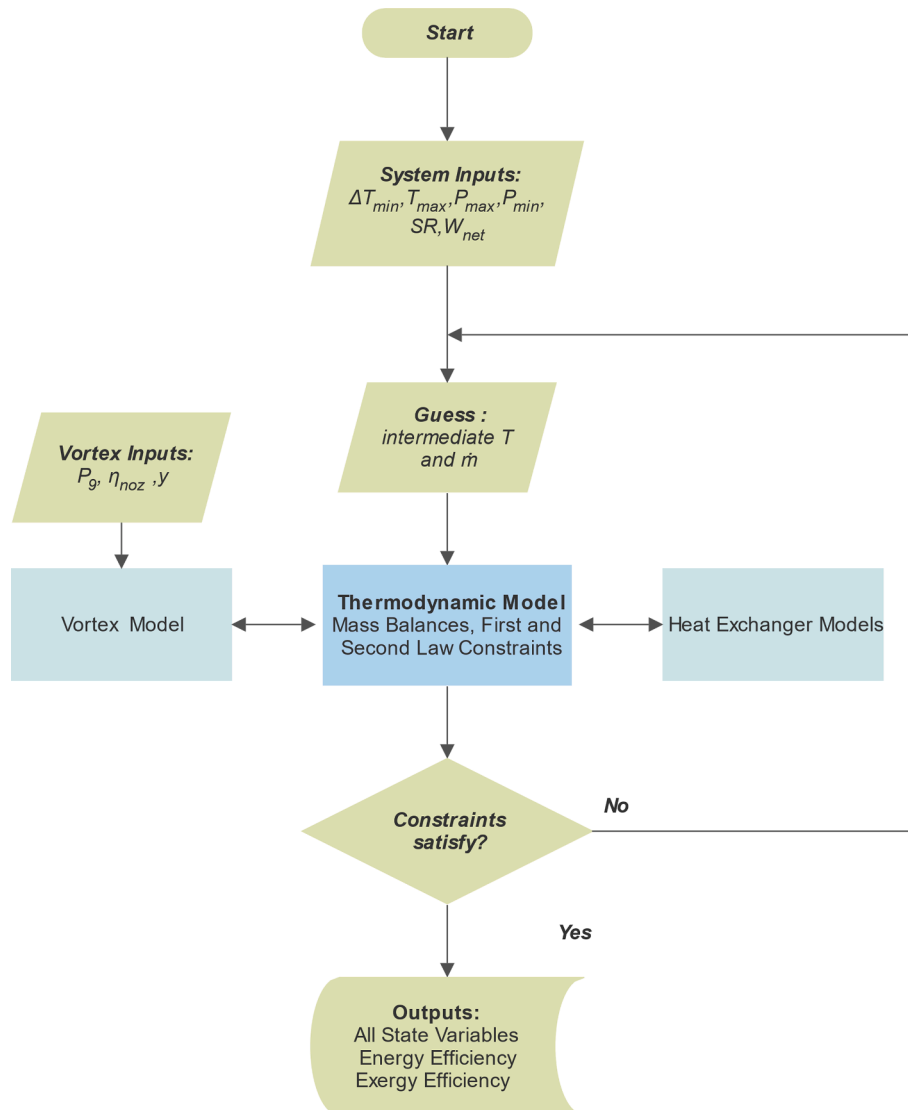 Start
System Inputs:
ΔT_min,T_max,P_max,P_min,
SR,W_net
Guess :
intermediate T
and ṁ
Vortex Inputs:
P_9, η_noz ,y
Vortex Model
Thermodynamic Model
Mass Balances, First and
Second Law Constraints
Heat Exchanger Models
Constraints
satisfy?
No
Yes
Outputs:
All State Variables
Energy Efficiency
Exergy Efficiency